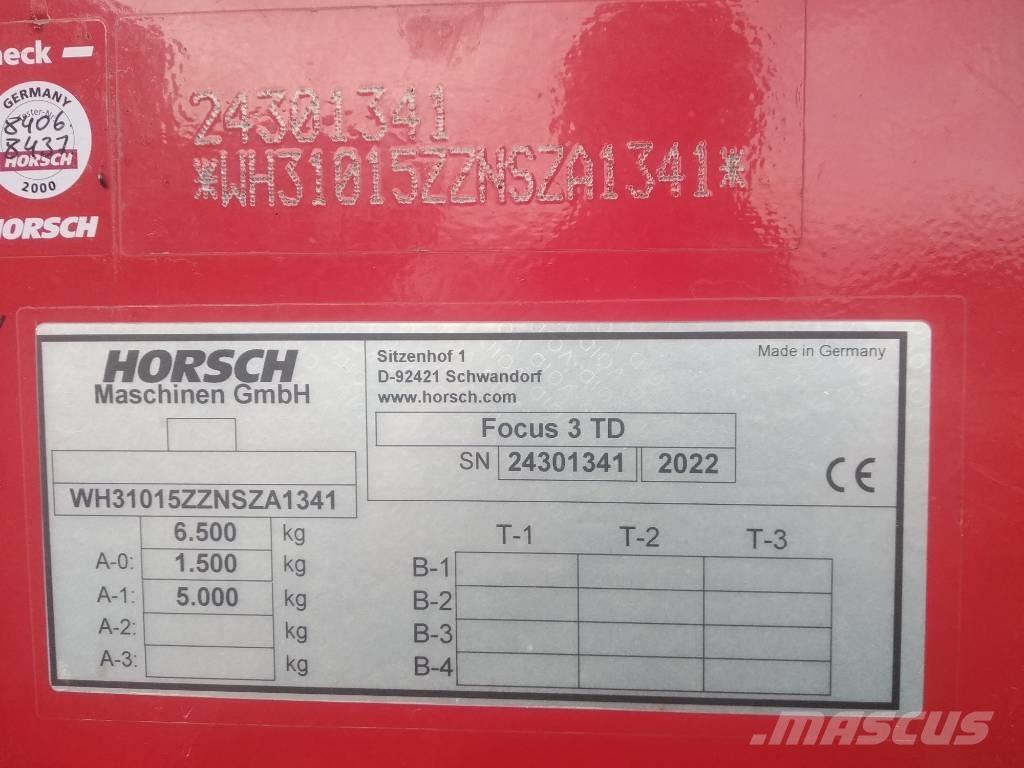 heck
GERMANY
8406
8437
HORSCH
2000
HORSCH
24301341
*WH31015ZZNSZA1341*
HORSCH
Maschinen GmbH
Sitzenhof 1
D-92421 Schwandorf
www.horsch.com
Made in Germany
Focus 3 TD
SN 24301341 2022
CE
WH31015ZZNSZA1341
6.500 kg
A-0: 1.500 kg
A-1: 5.000 kg
A-2: kg
A-3: kg
T-1 T-2 T-3
B-1
B-2
B-3
B-4
MASCUS